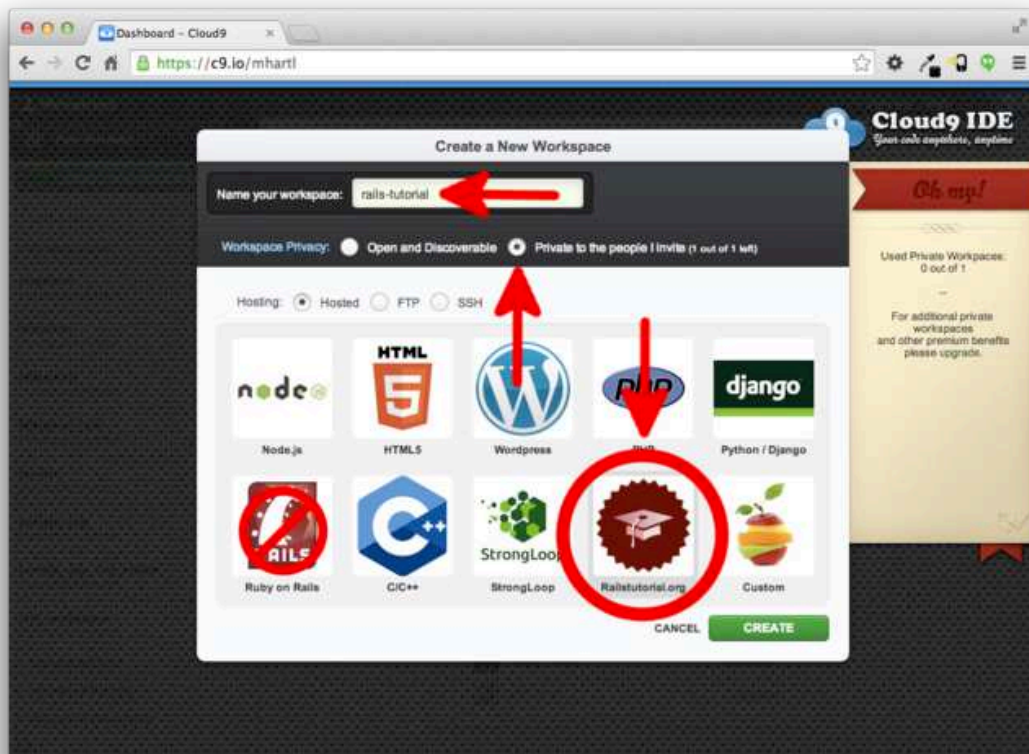 Dashboard - Cloud9
https://c9.io/mhartl
Cloud9 IDE
Your code anywhere, anytime
Create a New Workspace
Name your workspace: rails-tutorial
Oh my!
Workspace Privacy: Open and Discoverable Private to the people I invite (1 out of 1 left)
Used Private Workpaces:
0 out of 1
Hosting: Hosted FTP SSH
For additional private
workspaces
and other premium benefits
please upgrade.
node
HTML
5
W
PHP
django
Node.js HTML5 Wordpress PHP Python / Django
RAILS
C++
StrongLoop
Ruby on Rails C/C++ StrongLoop Railstutorial.org Custom
CANCEL CREATE